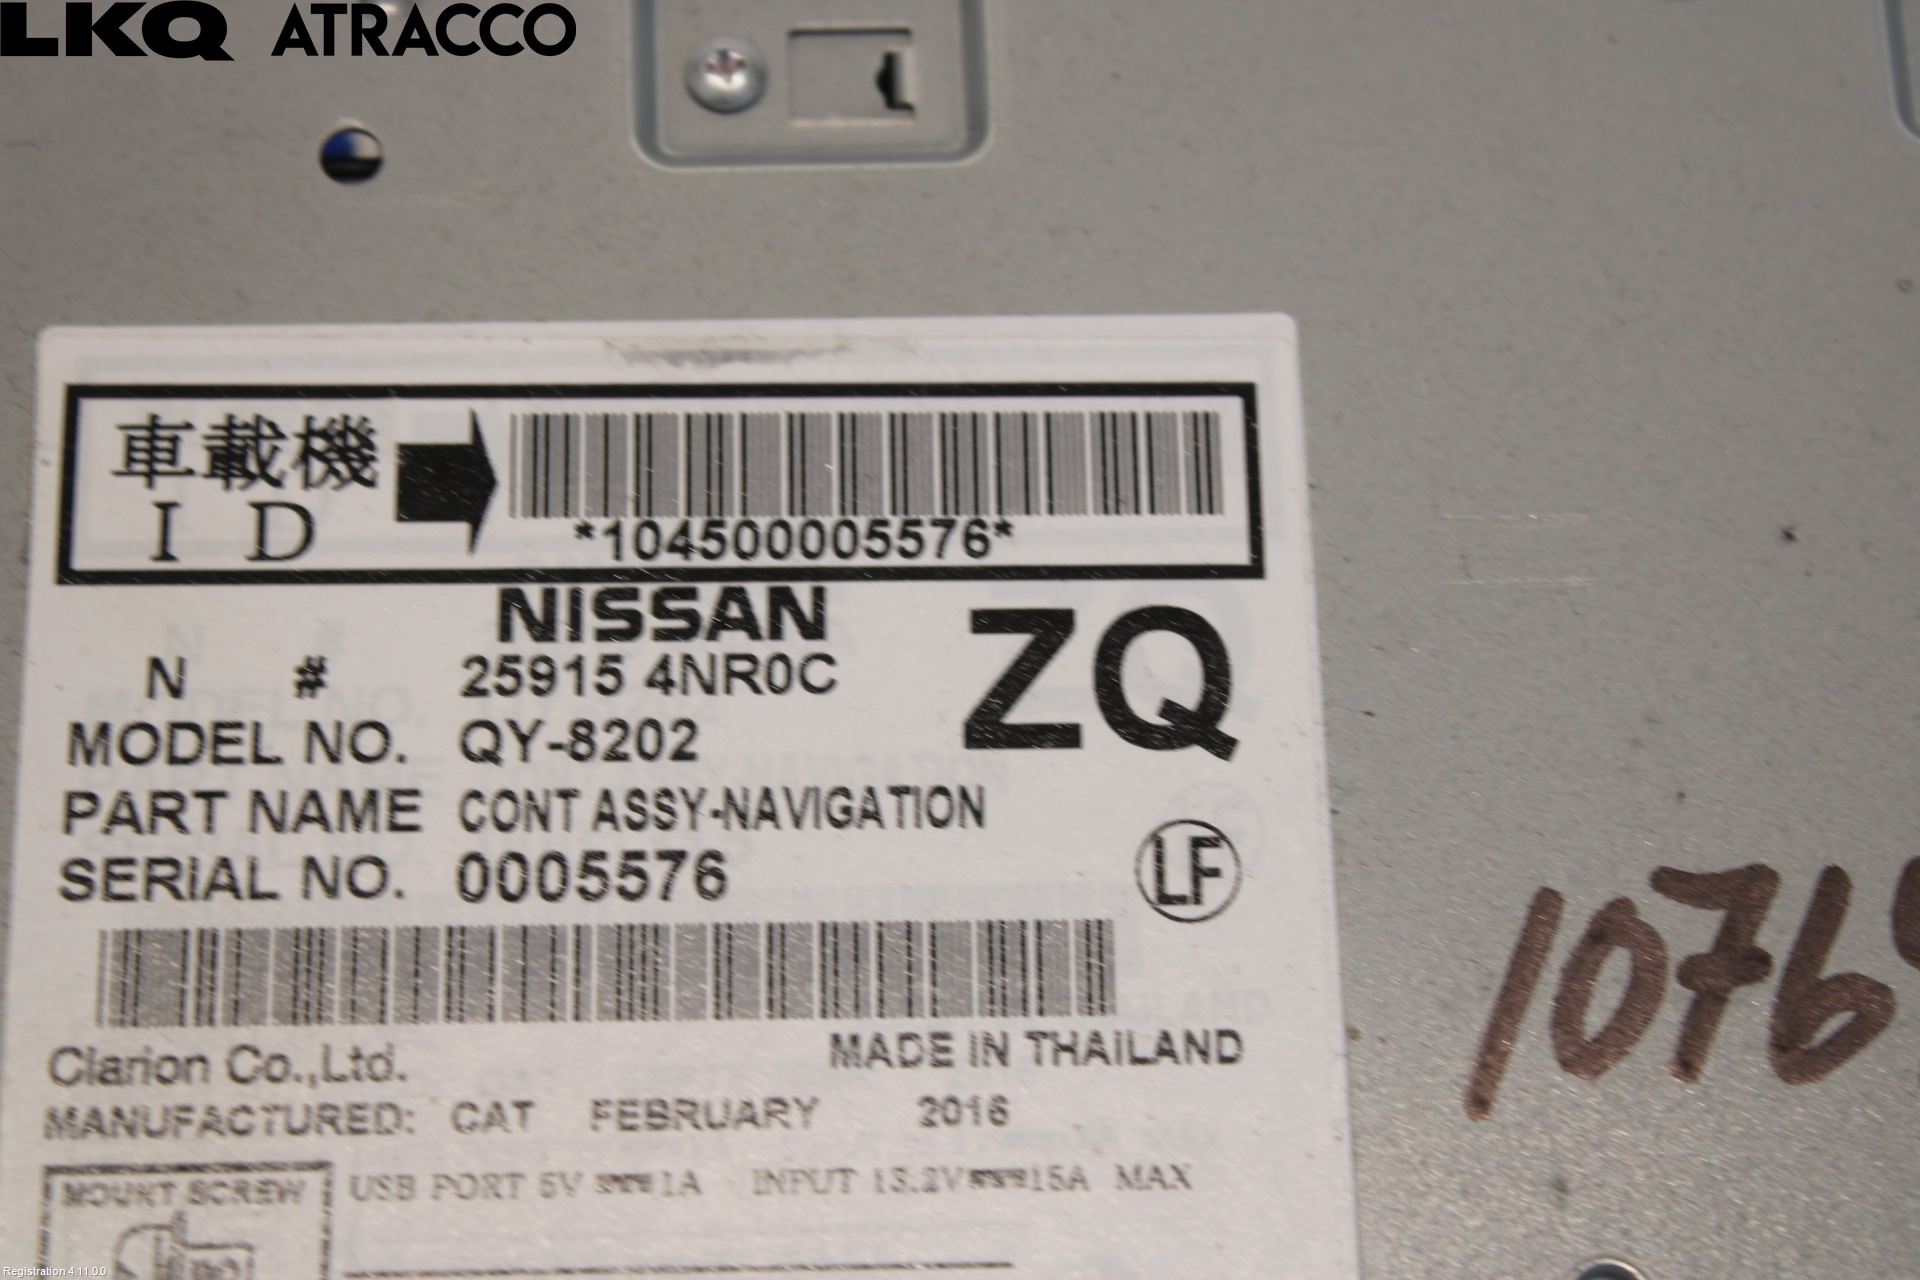 LKQ ATRACCO
車載機
I D
*104500005576*
NISSAN
ZQ
N # 25915 4NR0C
MODEL NO. QY-8202
PART NAME CONT ASSY-NAVIGATION
SERIAL NO. 0005576
LF
1076
Clarion Co.,Ltd. MADE IN THAILAND
MANUFACTURED: CAT FEBRUARY 2016
MOUNT SCREW
USB PORT 5V 1A INPUT 13.2V 15A MAX
Registration 4.11.0.0